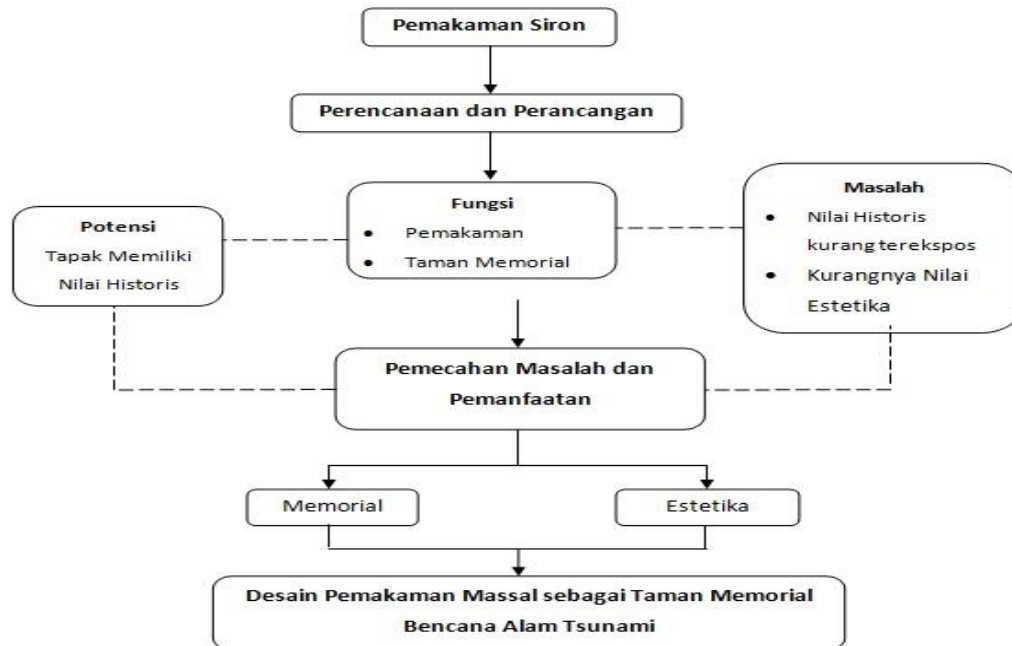 Pemakaman Siron
Perencanaan dan Perancangan
Fungsi
• Pemakaman
• Taman Memorial
Potensi
Tapak Memiliki
Nilai Historis
Masalah
• Nilai Historis
kurang terekspos
• Kurangnya Nilai
Estetika
Pemecahan Masalah dan
Pemanfaatan
Memorial
Estetika
Desain Pemakaman Massal sebagai Taman Memorial
Bencana Alam Tsunami